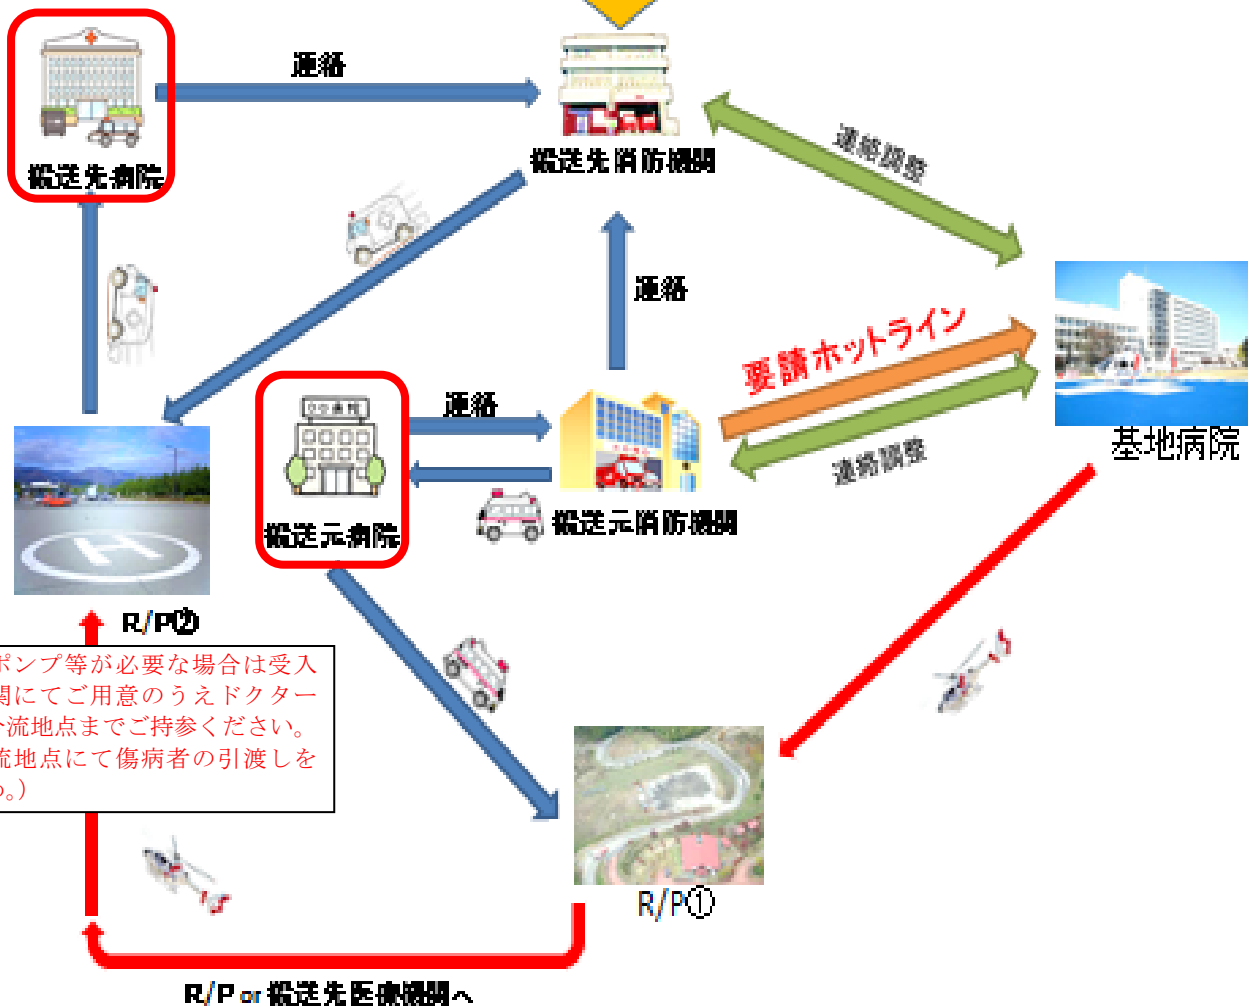 連絡
搬送先病院
搬送先消防機関
連絡調整
連絡
要請ホットライン
連絡
連絡調整
基地病院
搬送元病院
搬送元消防機関
R/P②
ポンプ等が必要な場合は受入
関にてご用意のうえドクター
流地点までご持参ください。
流地点にて傷病者の引渡しを
。)
R/P①
R/P or 搬送先医療機関へ